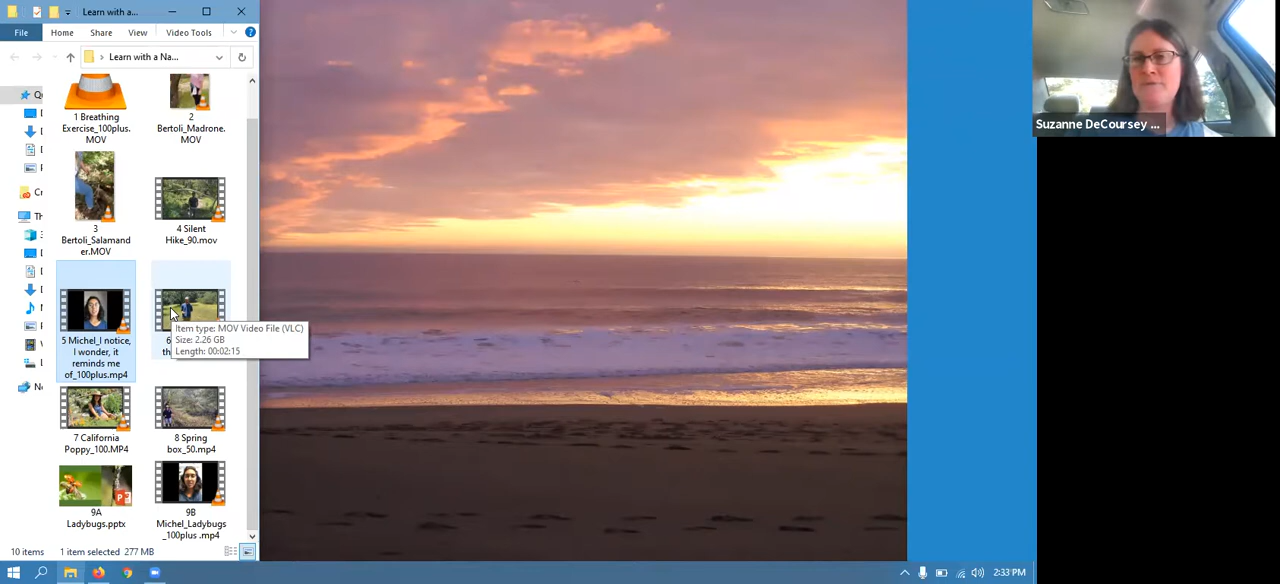 Learn with a...
File
Home
Share
View
Video Tools
Learn with a Na...
1 Breathing
Exercise_100plus.
MOV
2
Bertoli_Madrone.
MOV
3
Bertoli_Salamand
er.MOV
4 Silent
Hike_90.mov
5 Michel_I notice,
I wonder, it
reminds me
of_100plus.mp4
6
th
Item type: MOV Video File (VLC)
Size: 2.26 GB
Length: 00:02:15
7 California
Poppy_100.MP4
8 Spring
box_50.mp4
9A
Ladybugs.pptx
9B
Michel_Ladybugs
_100plus .mp4
10 items
1 item selected 277 MB
2:33 PM
Suzanne DeCoursey ...